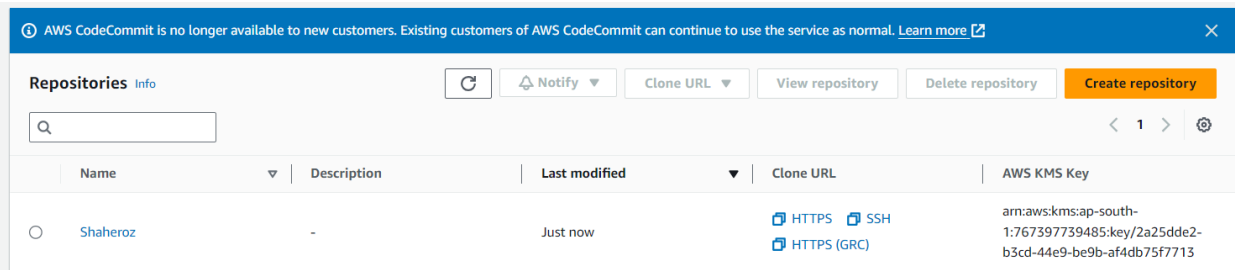 AWS CodeCommit is no longer available to new customers. Existing customers of AWS CodeCommit can continue to use the service as normal. Learn more
Repositories Info
Notify
Clone URL
View repository
Delete repository
Create repository
1
Name
Description
Last modified
Clone URL
AWS KMS Key
Shaheroz
-
Just now
HTTPS SSH
HTTPS (GRC)
arn:aws:kms:ap-south-
1:767397739485:key/2a25dde2-
b3cd-44e9-be9b-af4db75f7713